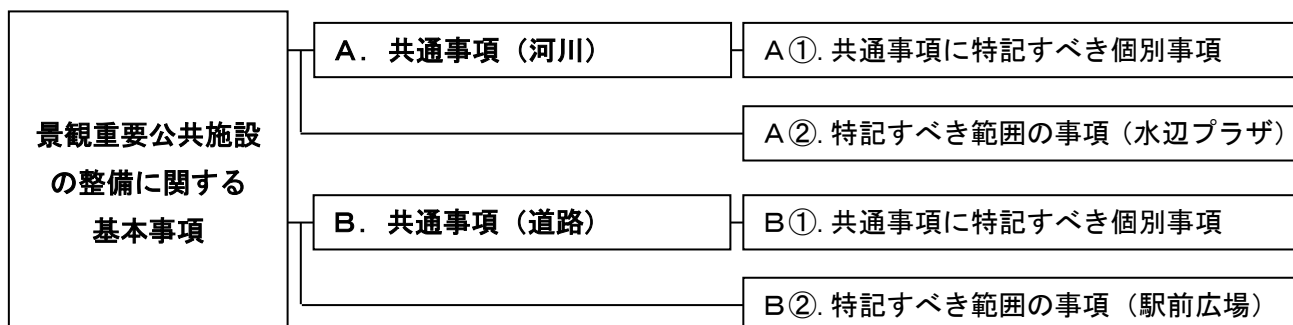 景観重要公共施設
の整備に関する
基本事項
Ａ．共通事項（河川）
Ａ①．共通事項に特記すべき個別事項
Ａ②．特記すべき範囲の事項（水辺プラザ）
Ｂ．共通事項（道路）
Ｂ①．共通事項に特記すべき個別事項
Ｂ②．特記すべき範囲の事項（駅前広場）